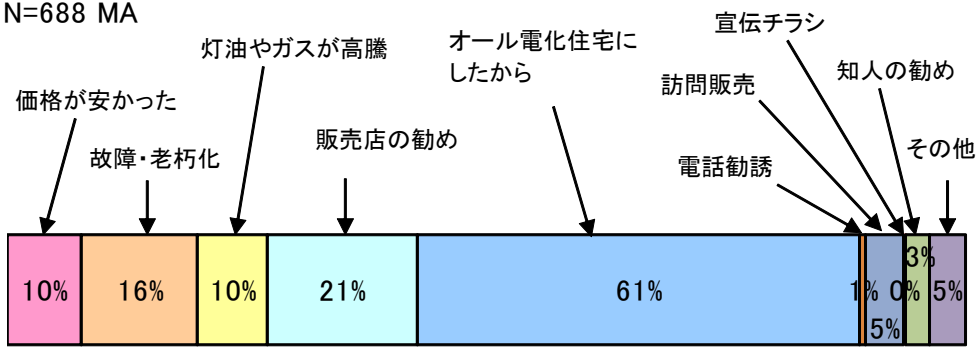 N=688 MA
宣伝チラシ
灯油やガスが高騰
オール電化住宅に
したから
知人の勧め
訪問販売
価格が安かった
販売店の勧め
その他
故障・老朽化
電話勧誘
10%
16%
10%
21%
61%
1%
5%
0%
3%
5%